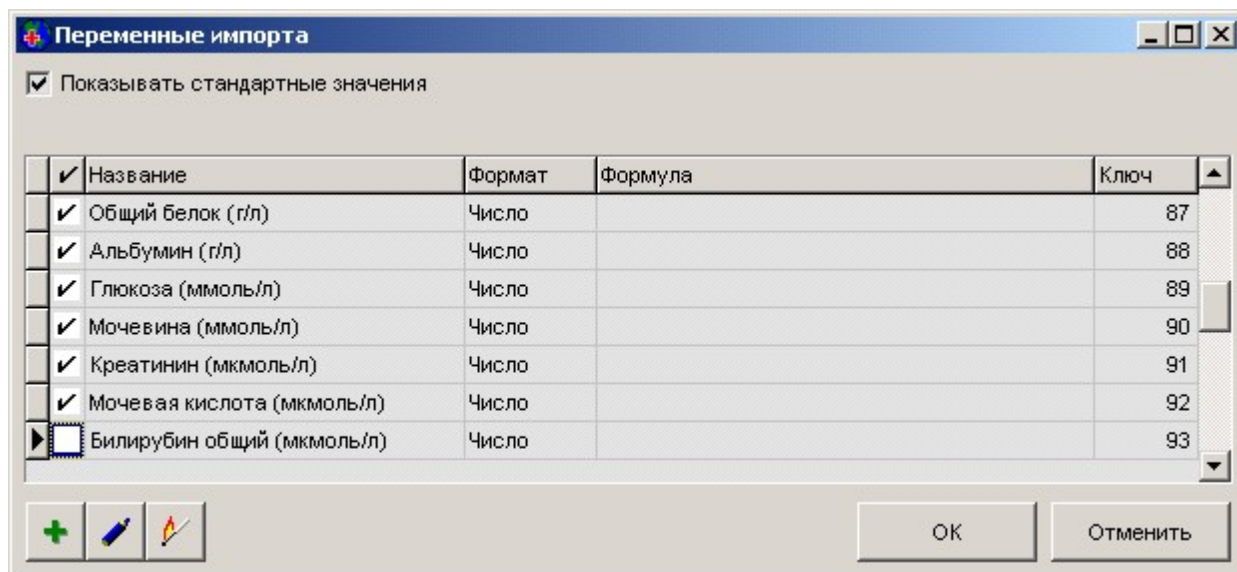 Переменные импорта
Показывать стандартные значения
Название Формат Формула Ключ
Общий белок (г/л) Число 87
Альбумин (г/л) Число 88
Глюкоза (ммоль/л) Число 89
Мочевина (ммоль/л) Число 90
Креатинин (мкмоль/л) Число 91
Мочевая кислота (мкмоль/л) Число 92
Билирубин общий (мкмоль/л) Число 93
ОК Отменить